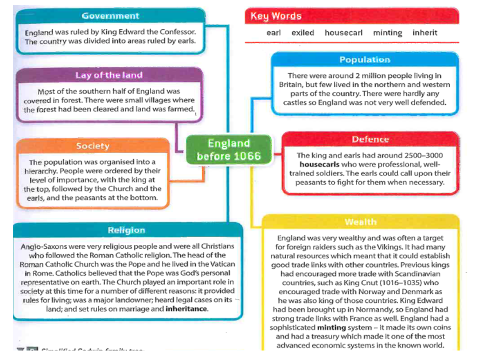 Government
England was ruled by King Edward the Confessor.
The country was divided into areas ruled by earls.
Key Words
earl exiled housecarl minting inherit
Lay of the land
Most of the southern half of England was
covered in forest. There were small villages where
the forest had been cleared and land was farmed.
Population
There were around 2 million people living in
Britain, but few lived in the northern and western
parts of the country. There were hardly any
castles so England was not very well defended.
Society
The population was organised into a
hierarchy. People were ordered by their
level of importance, with the king at
the top, followed by the Church and the
earls, and the peasants at the bottom.
England
before 1066
Defence
The king and earls had around 2500–3000
housecarls who were professional, well-
trained soldiers. The earls could call upon their
peasants to fight for them when necessary.
Religion
Anglo-Saxons were very religious people and were all Christians
who followed the Roman Catholic religion. The head of the
Roman Catholic Church was the Pope and he lived in the Vatican
in Rome. Catholics believed that the Pope was God's personal
representative on earth. The Church played an important role in
society at this time for a number of different reasons: it provided
rules for living; was a major landowner; heard legal cases on its
land; and set rules on marriage and inheritance.
Wealth
England was very wealthy and was often a target
for foreign raiders such as the Vikings. It had many
natural resources which meant that it could establish
good trade links with other countries. Previous kings
had encouraged more trade with Scandinavian
countries, such as King Cnut (1016–1035) who
encouraged trade with Norway and Denmark as
he was also king of those countries. King Edward
had been brought up in Normandy, so England had
strong trade links with France as well. England had a
sophisticated minting system – it made its own coins
and had a treasury which made it one of the most
advanced economic systems in the known world.